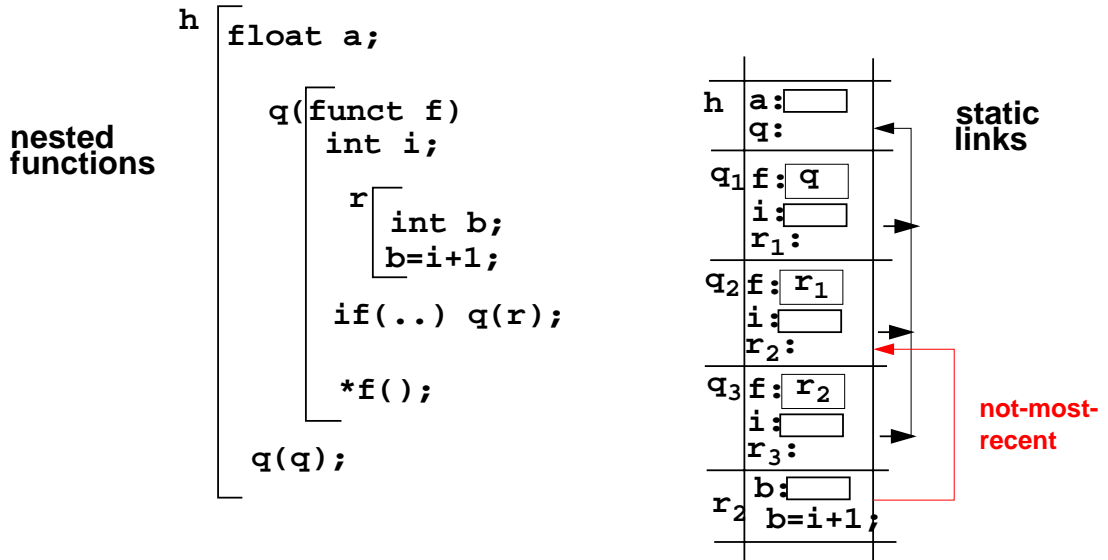 h
float a;
q(funct f)
int i;
nested
functions
r
int b;
b=i+1;
if(..) q(r);
*f();
q(q);
h a:
q:
static
links
q1 f: q
i:
r1:
q2 f: r1
i:
r2:
q3 f: r2
i:
r3:
not-most-
recent
r2 b:
b=i+1;